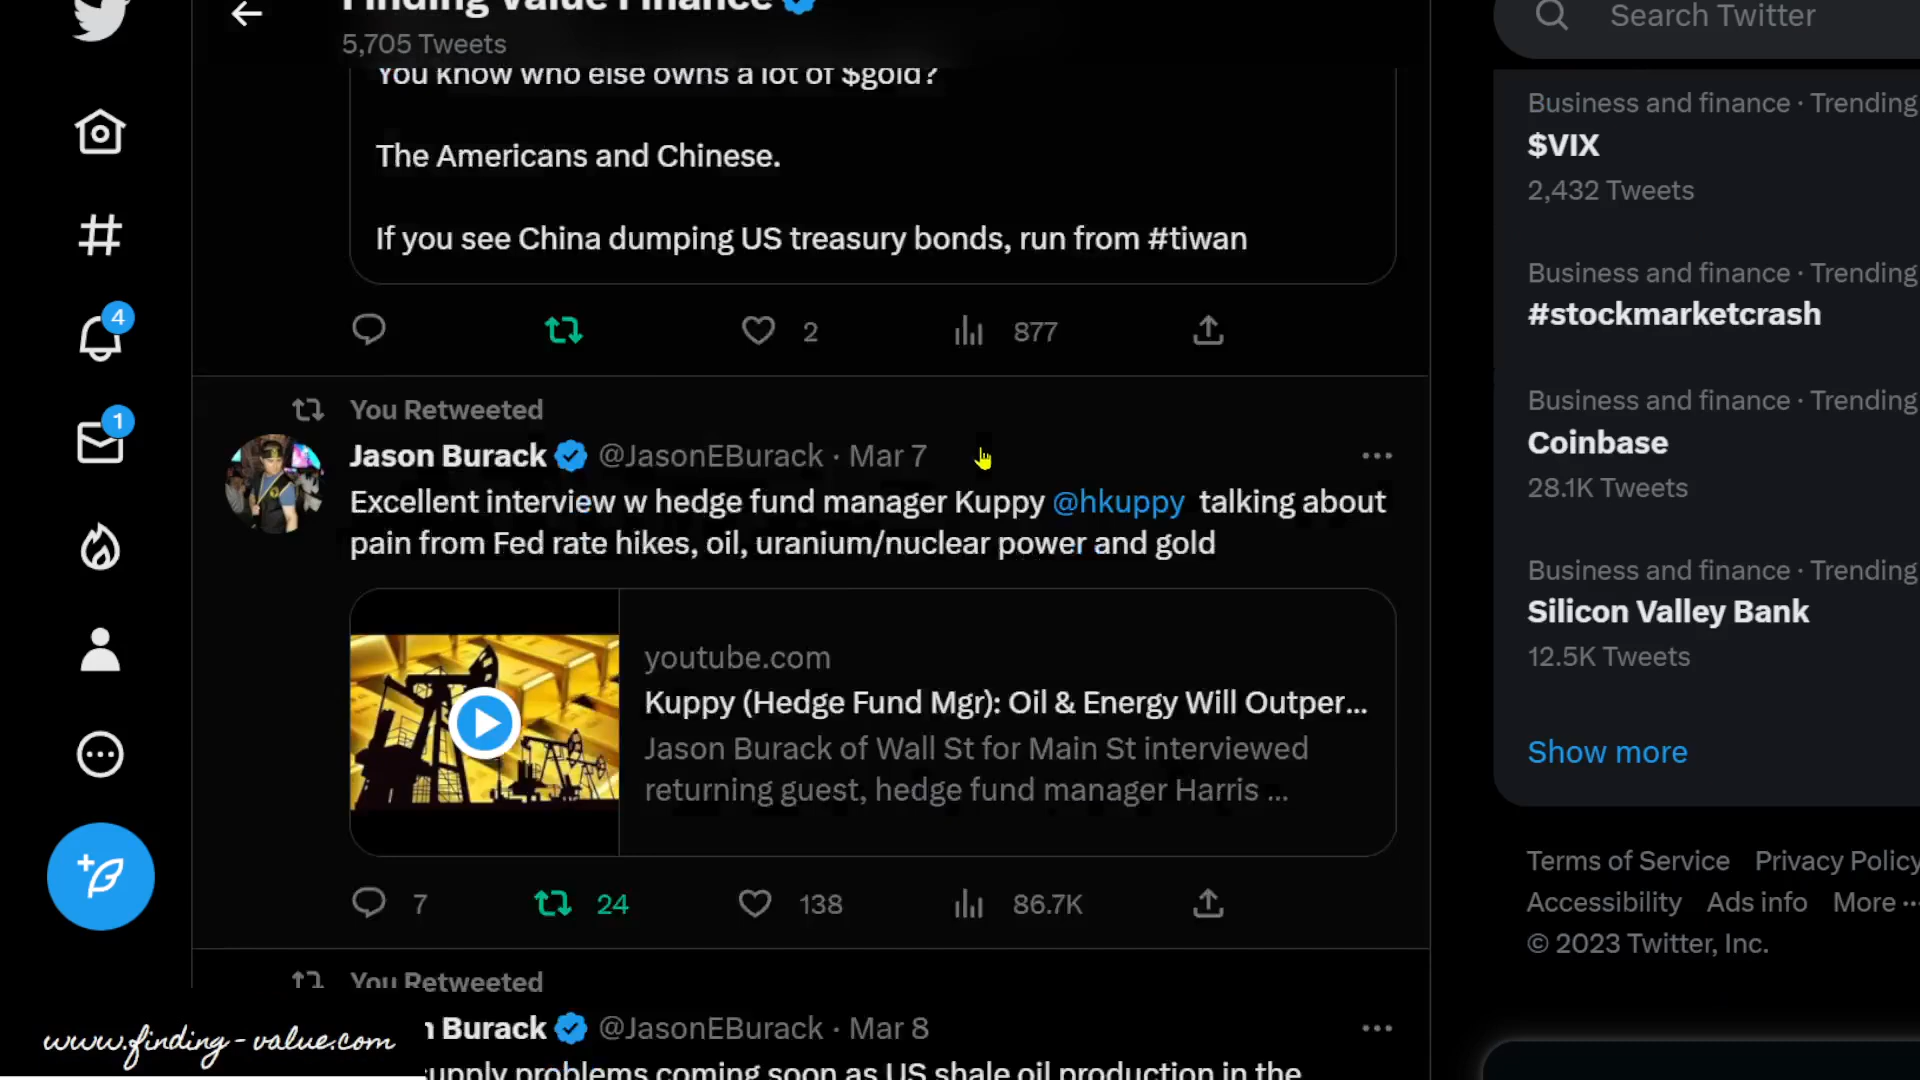 Finding Value Finance
5,705 Tweets
You know who else owns a lot of $gold?
The Americans and Chinese.
If you see China dumping US treasury bonds, run from #tiwan
2
877
4
1
You Retweeted
Jason Burack @JasonEBurack · Mar 7
Excellent interview w hedge fund manager Kuppy @hkuppy talking about
pain from Fed rate hikes, oil, uranium/nuclear power and gold
youtube.com
Kuppy (Hedge Fund Mgr): Oil & Energy Will Outper...
Jason Burack of Wall St for Main St interviewed
returning guest, hedge fund manager Harris ...
7
24
138
86.7K
You Retweeted
Burack @JasonEBurack · Mar 8
supply problems coming soon as US shale oil production in the
www.finding-value.com
Search Twitter
Business and finance · Trending
$VIX
2,432 Tweets
Business and finance · Trending
#stockmarketcrash
Business and finance · Trending
Coinbase
28.1K Tweets
Business and finance · Trending
Silicon Valley Bank
12.5K Tweets
Show more
Terms of Service Privacy Policy
Accessibility Ads info More ...
© 2023 Twitter, Inc.